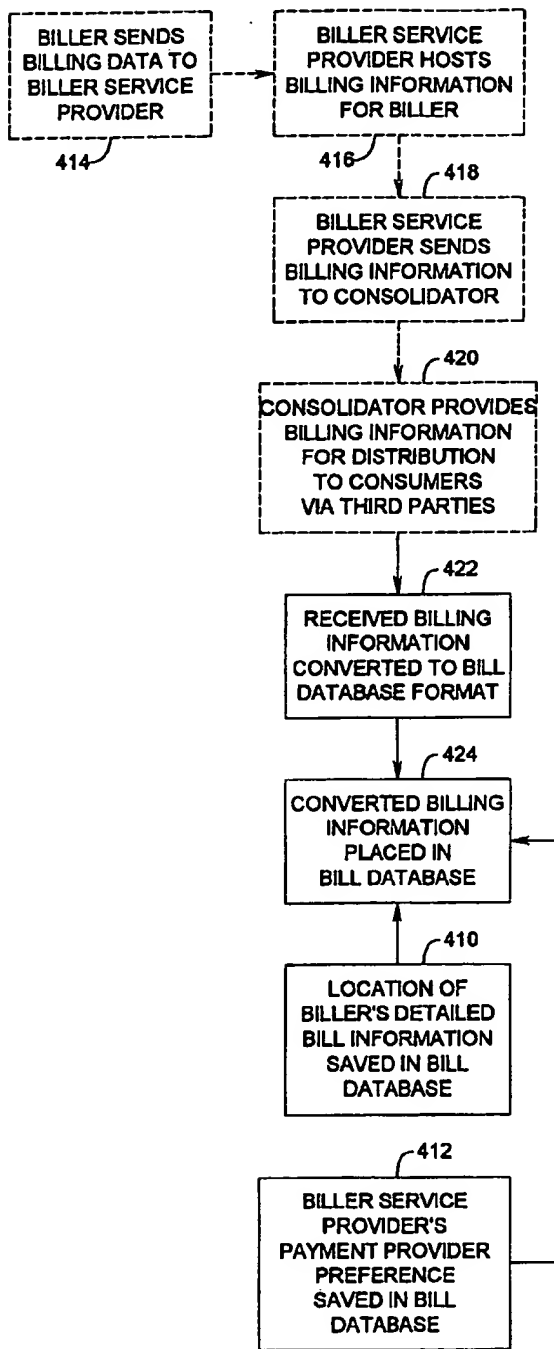 BILLER SENDS
BILLING DATA TO
BILLER SERVICE
PROVIDER
414
BILLER SERVICE
PROVIDER HOSTS
BILLING INFORMATION
FOR BILLER
416
418
BILLER SERVICE
PROVIDER SENDS
BILLING INFORMATION
TO CONSOLIDATOR
420
CONSOLIDATOR PROVIDES
BILLING INFORMATION
FOR DISTRIBUTION
TO CONSUMERS
VIA THIRD PARTIES
422
RECEIVED BILLING
INFORMATION
CONVERTED TO BILL
DATABASE FORMAT
424
CONVERTED BILLING
INFORMATION
PLACED IN
BILL DATABASE
410
LOCATION OF
BILLER'S DETAILED
BILL INFORMATION
SAVED IN BILL
DATABASE
412
BILLER SERVICE
PROVIDER'S
PAYMENT PROVIDER
PREFERENCE
SAVED IN BILL
DATABASE